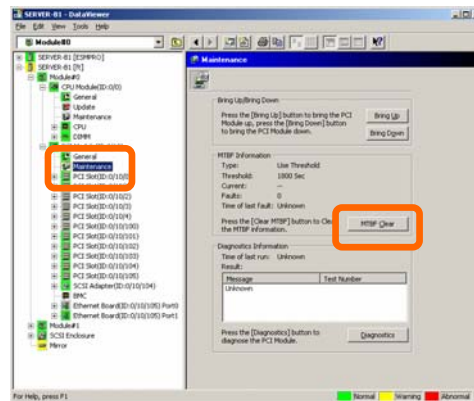 SERVER-B1 - DataViewer
File Edit View Tools Help
Module#0
SERVER-B1 [ESMPRO]
SERVER-B1 [ft]
Module#0
CPU Module(ID:0/0)
General
Update
Maintenance
CPU
DIMM
General
Maintenance
PCI Slot(ID:0/10/0
PCI Slot(ID:0/10/2)
PCI Slot(ID:0/10/3)
PCI Slot(ID:0/10/4)
PCI Slot(ID:0/10/100)
PCI Slot(ID:0/10/101)
PCI Slot(ID:0/10/102)
PCI Slot(ID:0/10/103)
PCI Slot(ID:0/10/104)
PCI Slot(ID:0/10/105)
SCSI Adapter(ID:0/10/104)
BMC
Ethernet Board(ID:0/10/105) Port0
Ethernet Board(ID:0/10/105) Port1
Module#1
SCSI Enclosure
Mirror
Maintenance
Bring Up/Bring Down
Press the [Bring Up] button to bring the PCI
Module up, press the [Bring Down] button
to bring the PCI Module down.
Bring Up
Bring Down
MTBF Information
Type: Use Threshold
Threshold: 1800 Sec
Current: --
Faults: 0
Time of last fault: Unknown
Press the [Clear MTBF] button to Cle
the MTBF information.
MTBF Clear
Diagnostics Information
Time of last run: Unknown
Result:
Message Test Number
Unknown
Press the [Diagnostics] button to
diagnose the PCI Module.
Diagnostics
For Help, press F1
Normal Warning Abnormal